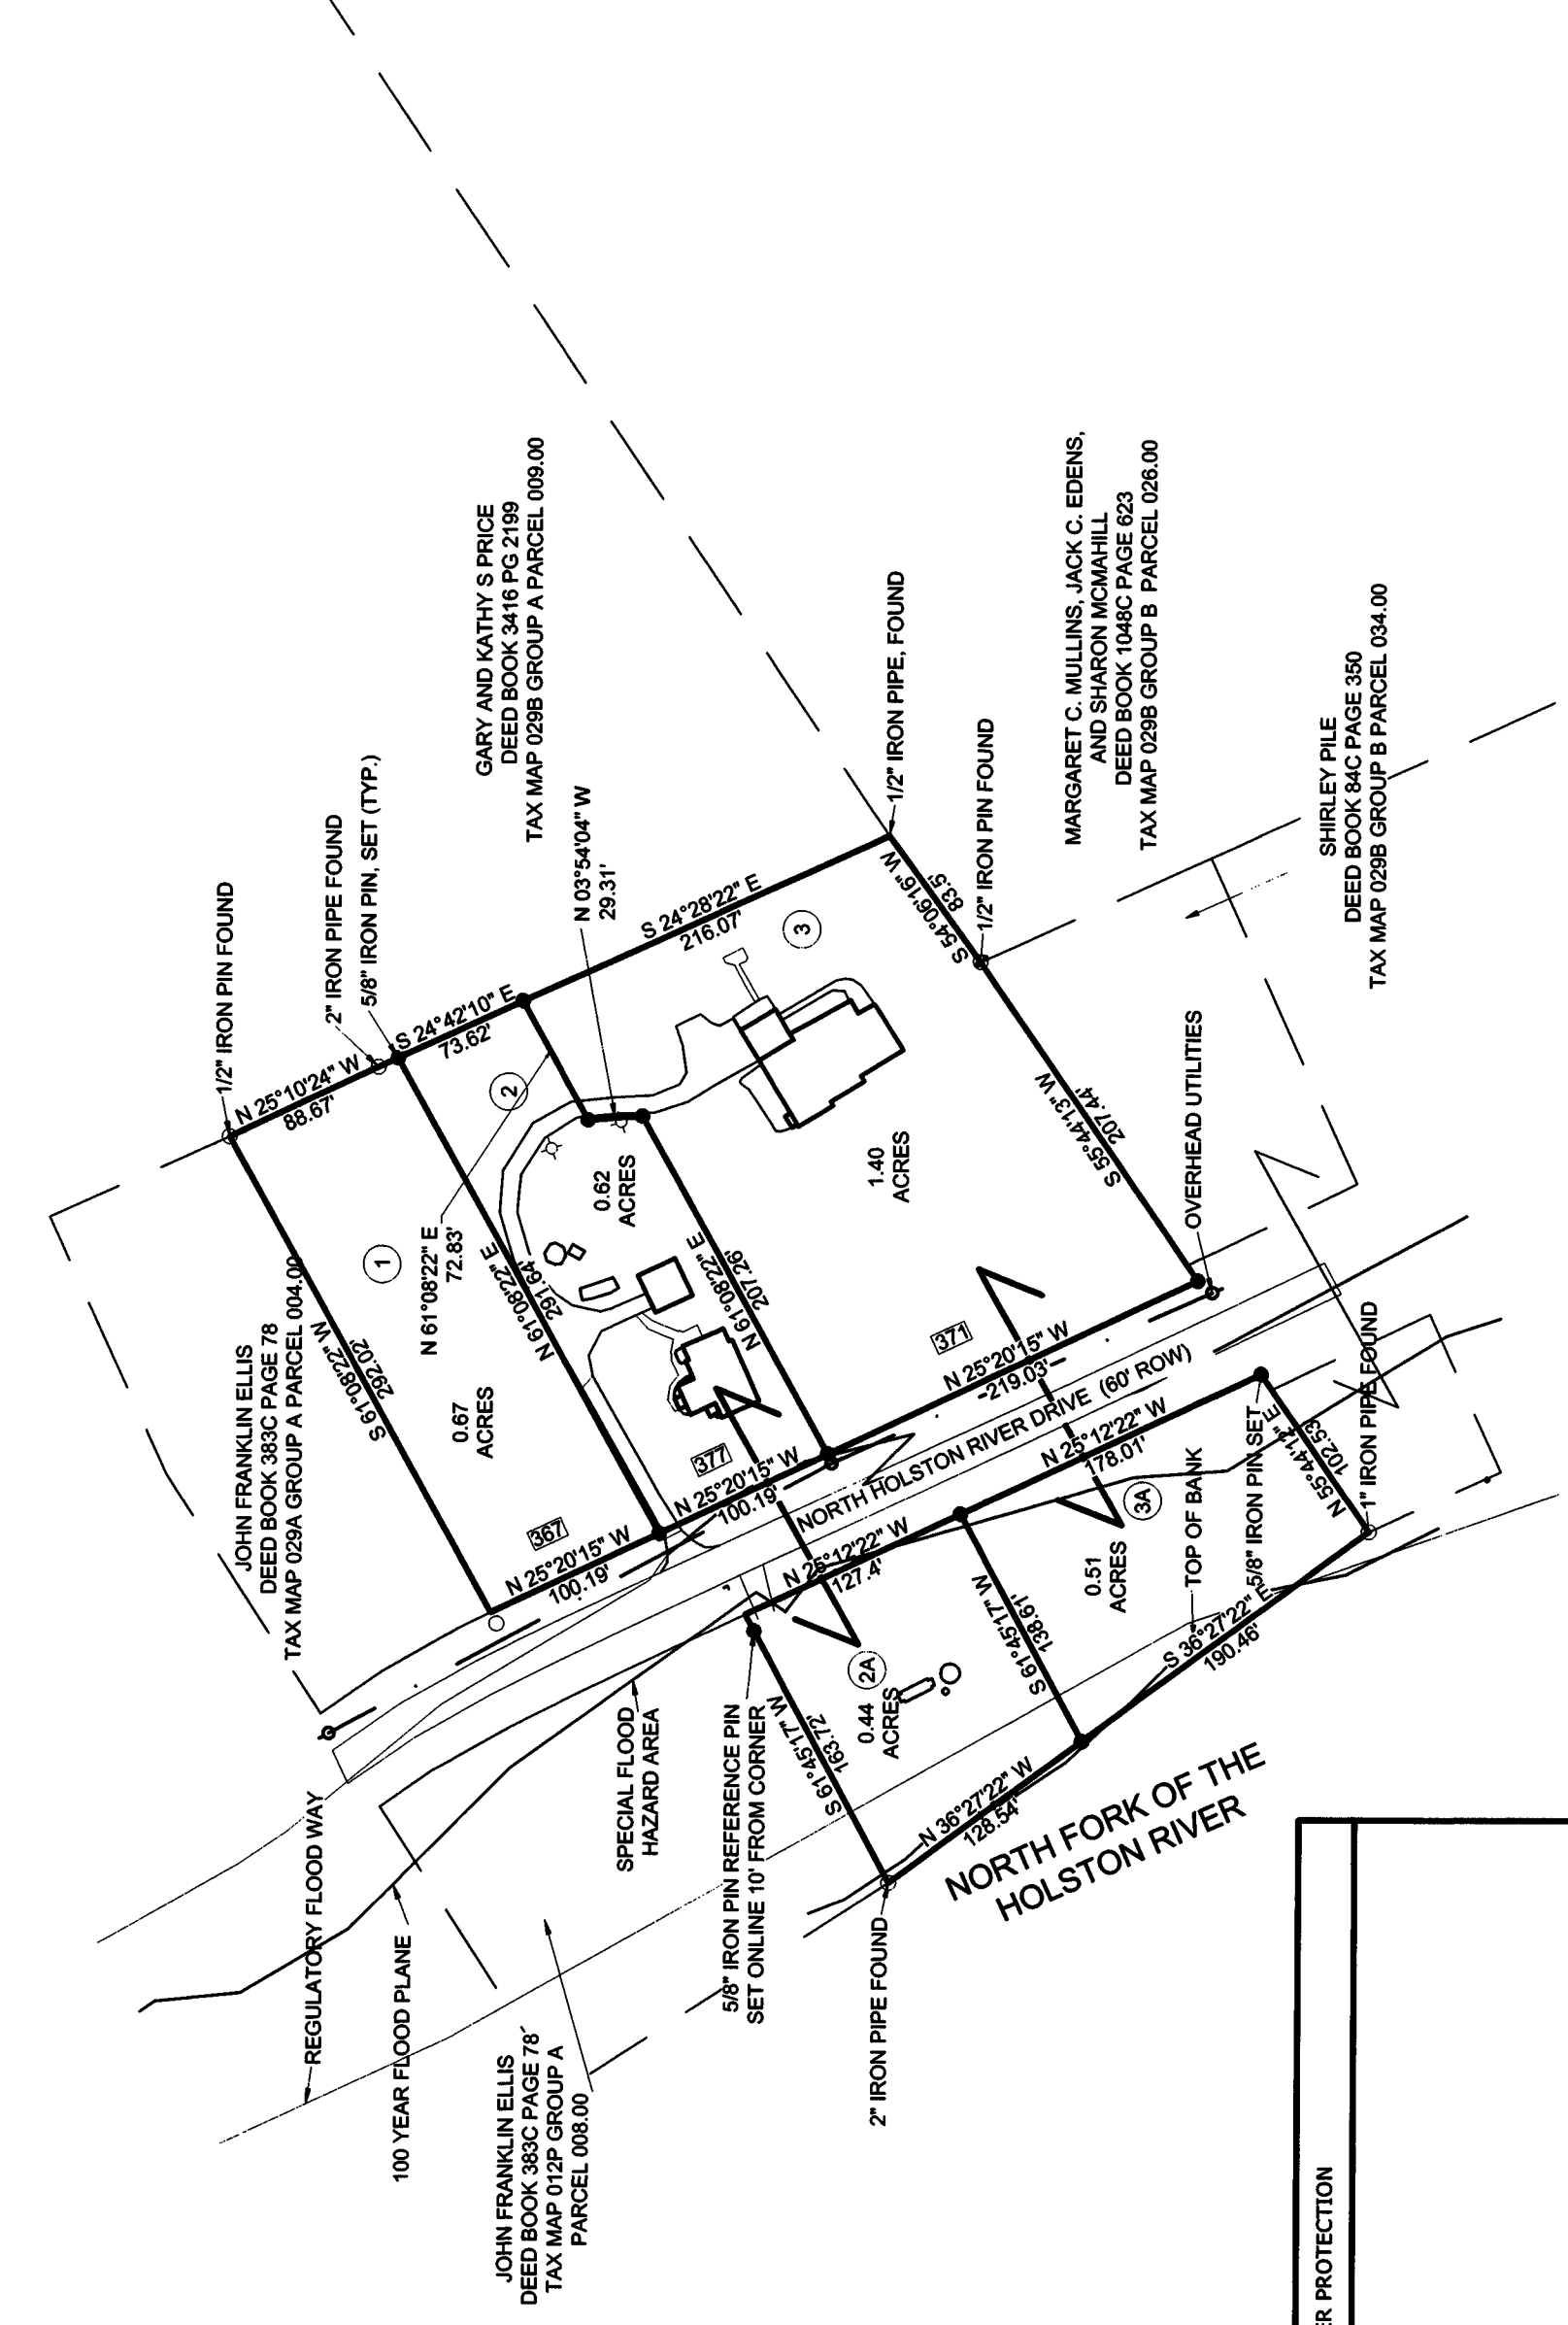 JOHN FRANKLIN ELLIS
DEED BOOK 383C PAGE 78
TAX MAP 029A GROUP A PARCEL 004.00
1/2" IRON PIN FOUND
2" IRON PIPE FOUND
5/8" IRON PIN, SET (TYP.)
GARY AND KATHY S PRICE
DEED BOOK 3416 PG 2199
TAX MAP 029B GROUP A PARCEL 009.00
N 25°10'24" W
88.67'
S 24°42'10" E
73.62'
N 03°54'04" W
29.31'
S 24°28'22" E
216.07'
1/2" IRON PIPE, FOUND
S 54°06'16" W
83.5'
1/2" IRON PIN FOUND
MARGARET C. MULLINS, JACK C. EDENS,
AND SHARON MCMAHILL
DEED BOOK 1048C PAGE 623
TAX MAP 029B GROUP B PARCEL 026.00
SHIRLEY PILE
DEED BOOK 84C PAGE 350
TAX MAP 029B GROUP B PARCEL 034.00
S 61°08'22" W
292.02'
1
0.67
ACRES
367
N 61°08'22" E
72.83'
2
N 61°08'22" E
291.64'
0.62
ACRES
377
N 61°08'22" E
207.26'
3
1.40
ACRES
371
S 55°44'13" W
207.44'
OVERHEAD UTILITIES
N 25°20'15" W
100.19'
N 25°20'15" W
100.19'
N 25°20'15" W
219.03'
NORTH HOLSTON RIVER DRIVE (60' ROW)
N 25°12'22" W
127.4'
N 25°12'22" W
178.01'
REGULATORY FLOOD WAY
100 YEAR FLOOD PLANE
SPECIAL FLOOD
HAZARD AREA
5/8" IRON PIN REFERENCE PIN
SET ONLINE 10' FROM CORNER
S 61°45'17" W
163.72'
2A
0.44
ACRES
S 61°45'17" W
138.61'
3A
0.51
ACRES
TOP OF BANK
5/8" IRON PIN SET
N 55°44'12" E
102.53'
1" IRON PIPE FOUND
S 36°27'22" E
190.46'
N 36°27'22" W
128.54'
2" IRON PIPE FOUND
NORTH FORK OF THE
HOLSTON RIVER
JOHN FRANKLIN ELLIS
DEED BOOK 383C PAGE 78
TAX MAP 012P GROUP A
PARCEL 008.00
ER PROTECTION